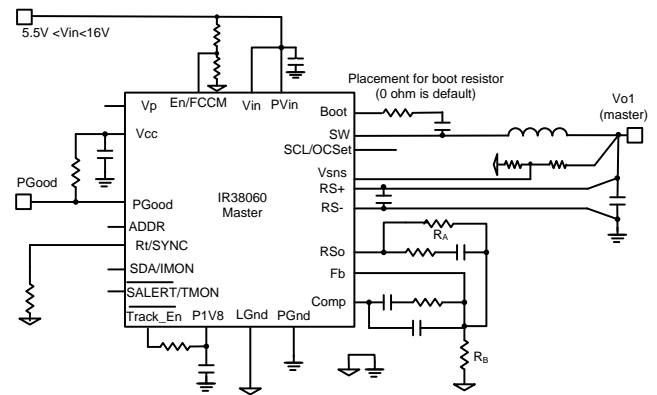 5.5V <Vin<16V
Placement for boot resistor
(0 ohm is default)
Vo1
(master)
Vp
En/FCCM
Vin
PVin
Boot
Vcc
SW
SCL/OCSet
Vsns
PGood
RS+
PGood
IR38060
Master
RS-
ADDR
RA
Rt/SYNC
RSo
SDA/IMON
Fb
SALERT/TMON
Comp
Track_En
P1V8
LGnd
PGnd
RB